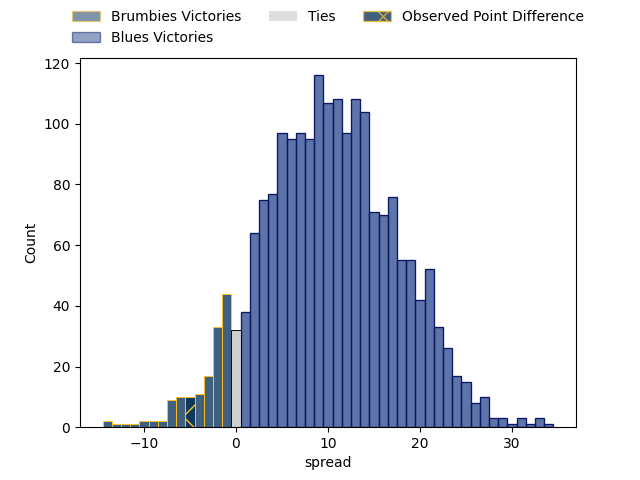 Brumbies Victories Ties Observed Point Difference
Blues Victories
120
100
80
60
40
20
0
Count
−10 0 10 20 30
spread